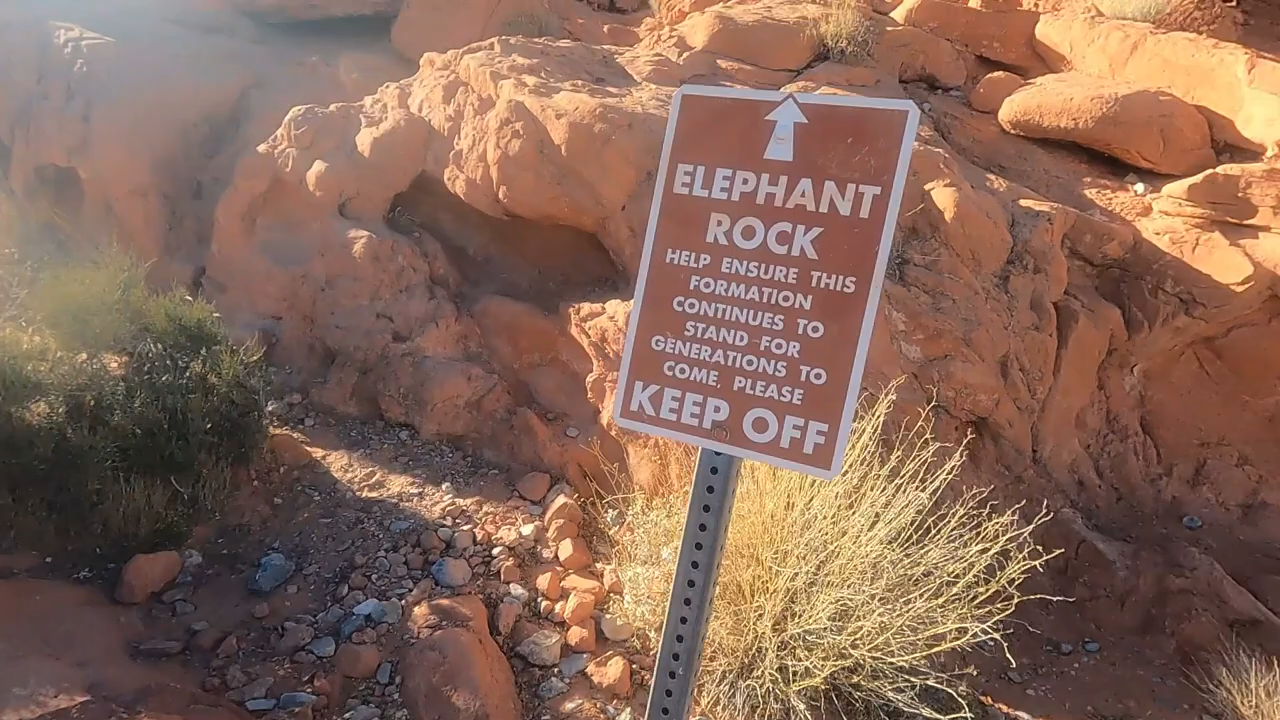 ELEPHANT
ROCK
HELP ENSURE THIS
FORMATION
CONTINUES TO
STAND FOR
GENERATIONS TO
COME, PLEASE
KEEP OFF